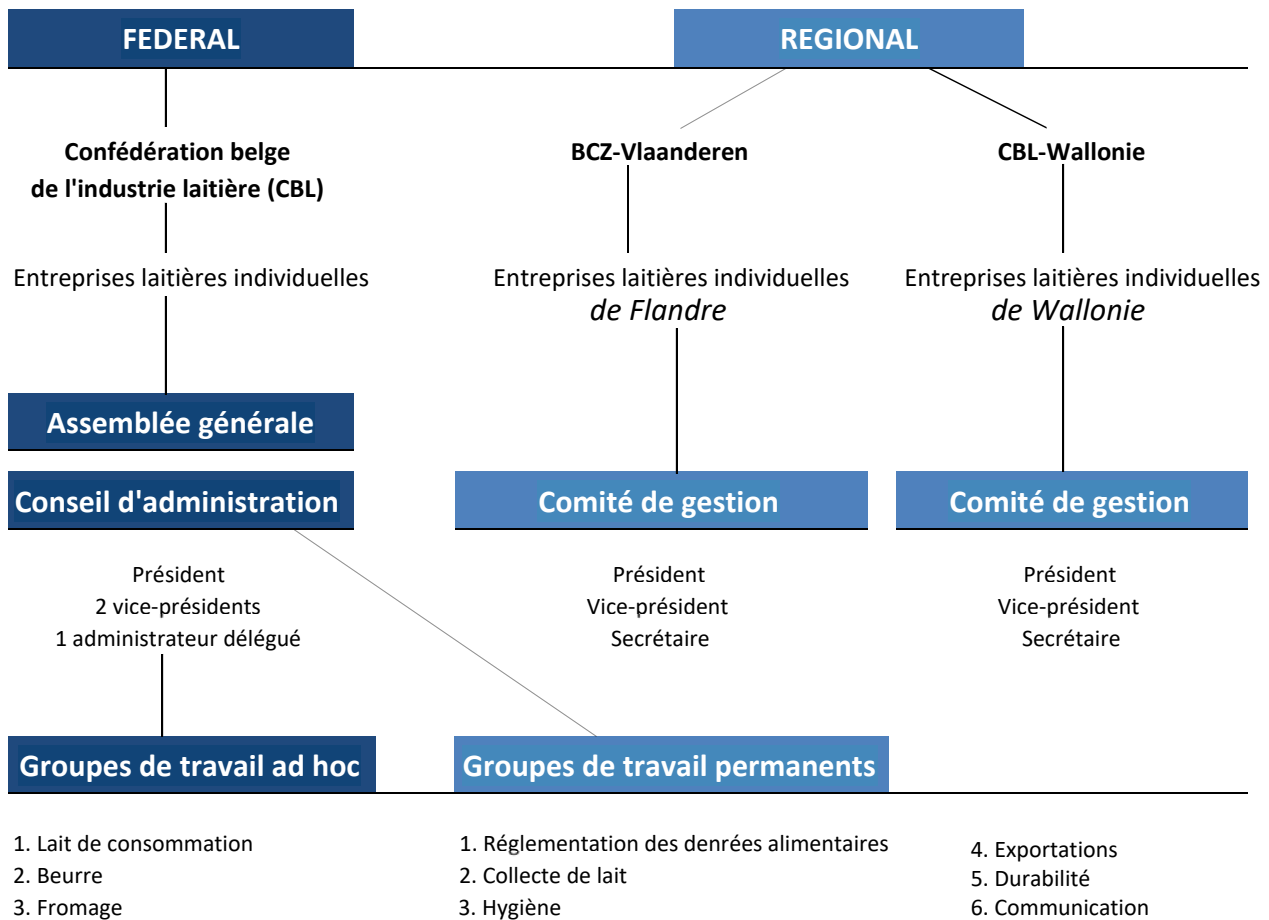 FEDERAL
REGIONAL
Confédération belge
de l'industrie laitière (CBL)
BCZ-Vlaanderen
CBL-Wallonie
Entreprises laitières individuelles
Entreprises laitières individuelles
de Flandre
Entreprises laitières individuelles
de Wallonie
Assemblée générale
Conseil d'administration
Comité de gestion
Comité de gestion
Président
2 vice-présidents
1 administrateur délégué
Président
Vice-président
Secrétaire
Président
Vice-président
Secrétaire
Groupes de travail ad hoc
Groupes de travail permanents
1. Lait de consommation
2. Beurre
3. Fromage
1. Réglementation des denrées alimentaires
2. Collecte de lait
3. Hygiène
4. Exportations
5. Durabilité
6. Communication